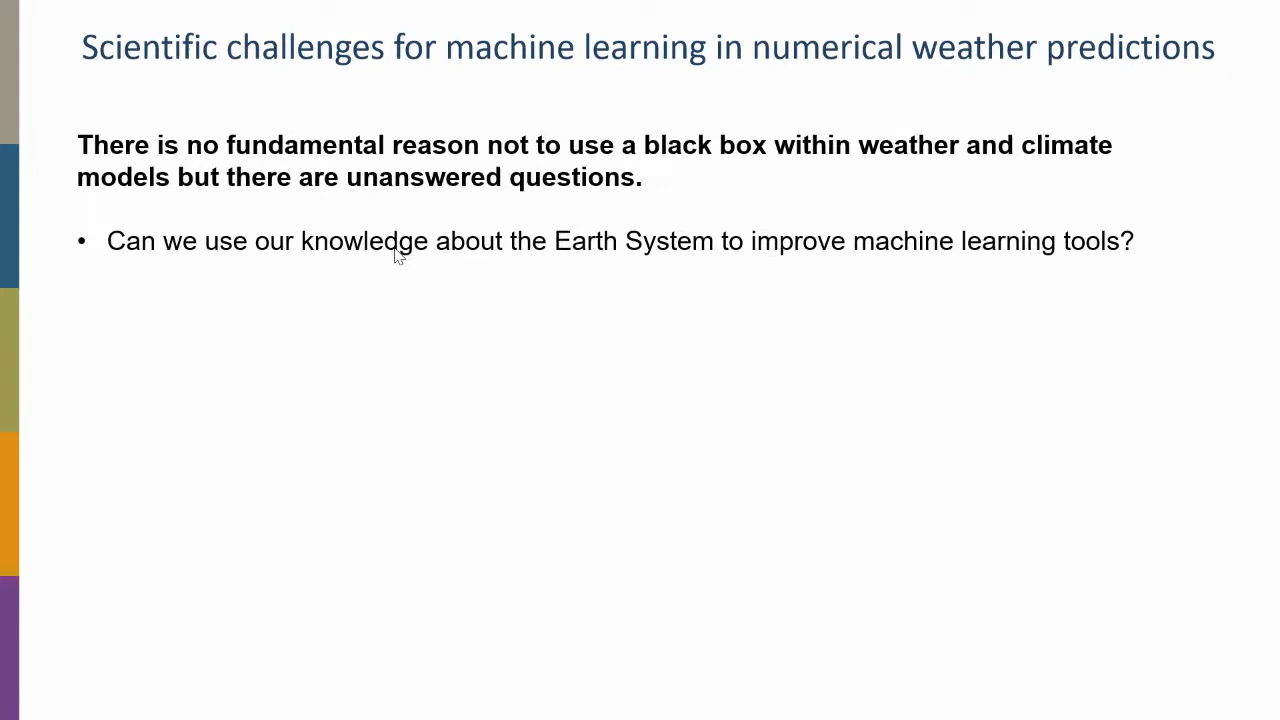 Scientific challenges for machine learning in numerical weather predictions
There is no fundamental reason not to use a black box within weather and climate
models but there are unanswered questions.
• Can we use our knowledge about the Earth System to improve machine learning tools?